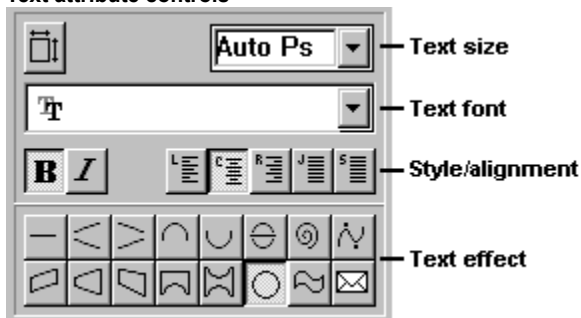 Text attribute controls
Auto Ps
Text size
Text font
B I L C R J S
Style/alignment
Text effect